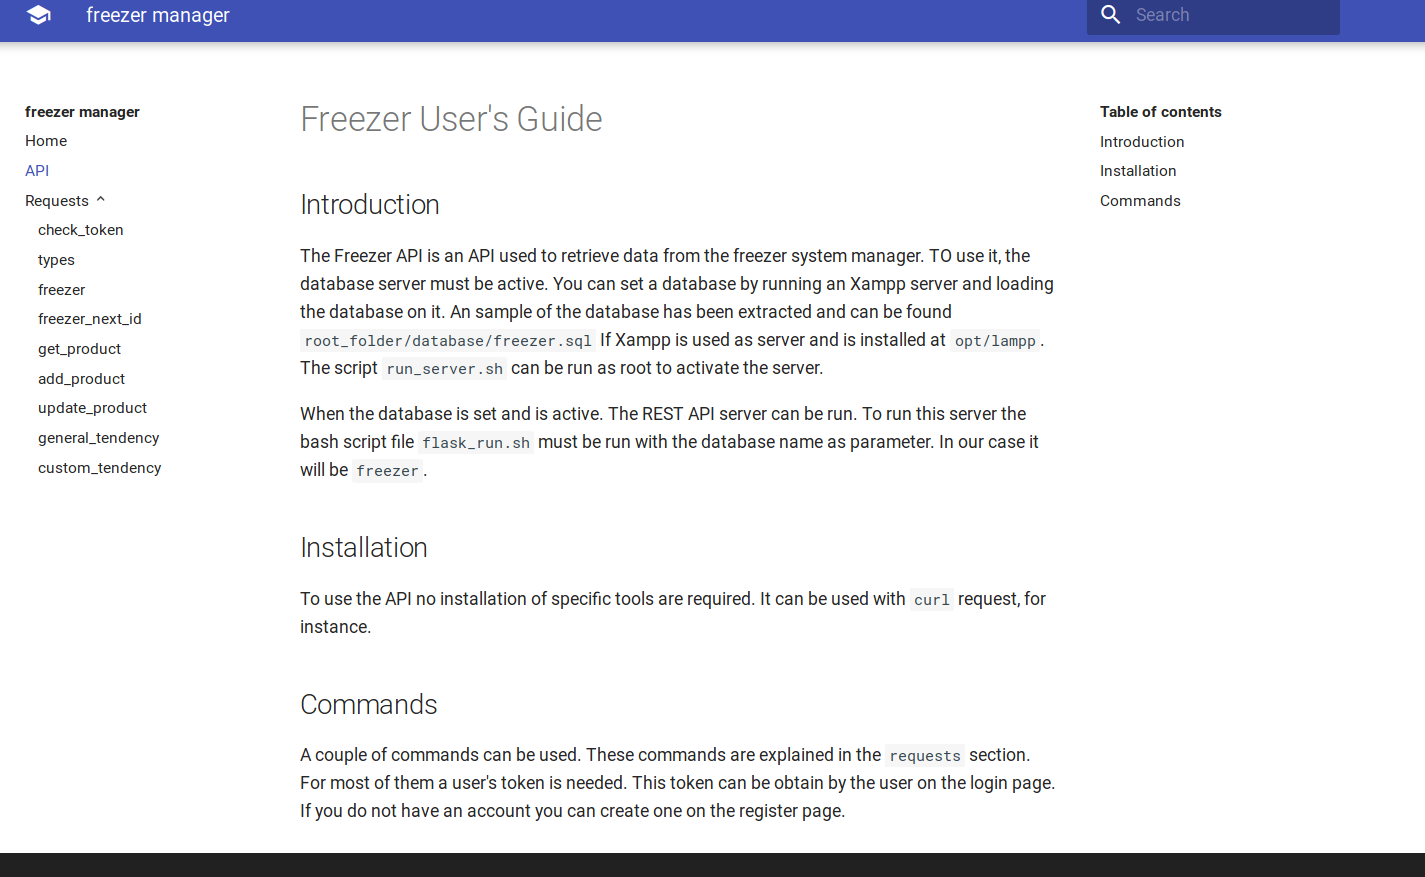 freezer manager
Search
freezer manager
Home
API
Requests
check_token
types
freezer
freezer_next_id
get_product
add_product
update_product
general_tendency
custom_tendency
Freezer User's Guide
Introduction
The Freezer API is an API used to retrieve data from the freezer system manager. TO use it, the
database server must be active. You can set a database by running an Xampp server and loading
the database on it. An sample of the database has been extracted and can be found
root_folder/database/freezer.sql If Xampp is used as server and is installed at opt/lampp.
The script run_server.sh can be run as root to activate the server.
When the database is set and is active. The REST API server can be run. To run this server the
bash script file flask_run.sh must be run with the database name as parameter. In our case it
will be freezer.
Installation
To use the API no installation of specific tools are required. It can be used with curl request, for
instance.
Commands
A couple of commands can be used. These commands are explained in the requests section.
For most of them a user's token is needed. This token can be obtain by the user on the login page.
If you do not have an account you can create one on the register page.
Table of contents
Introduction
Installation
Commands